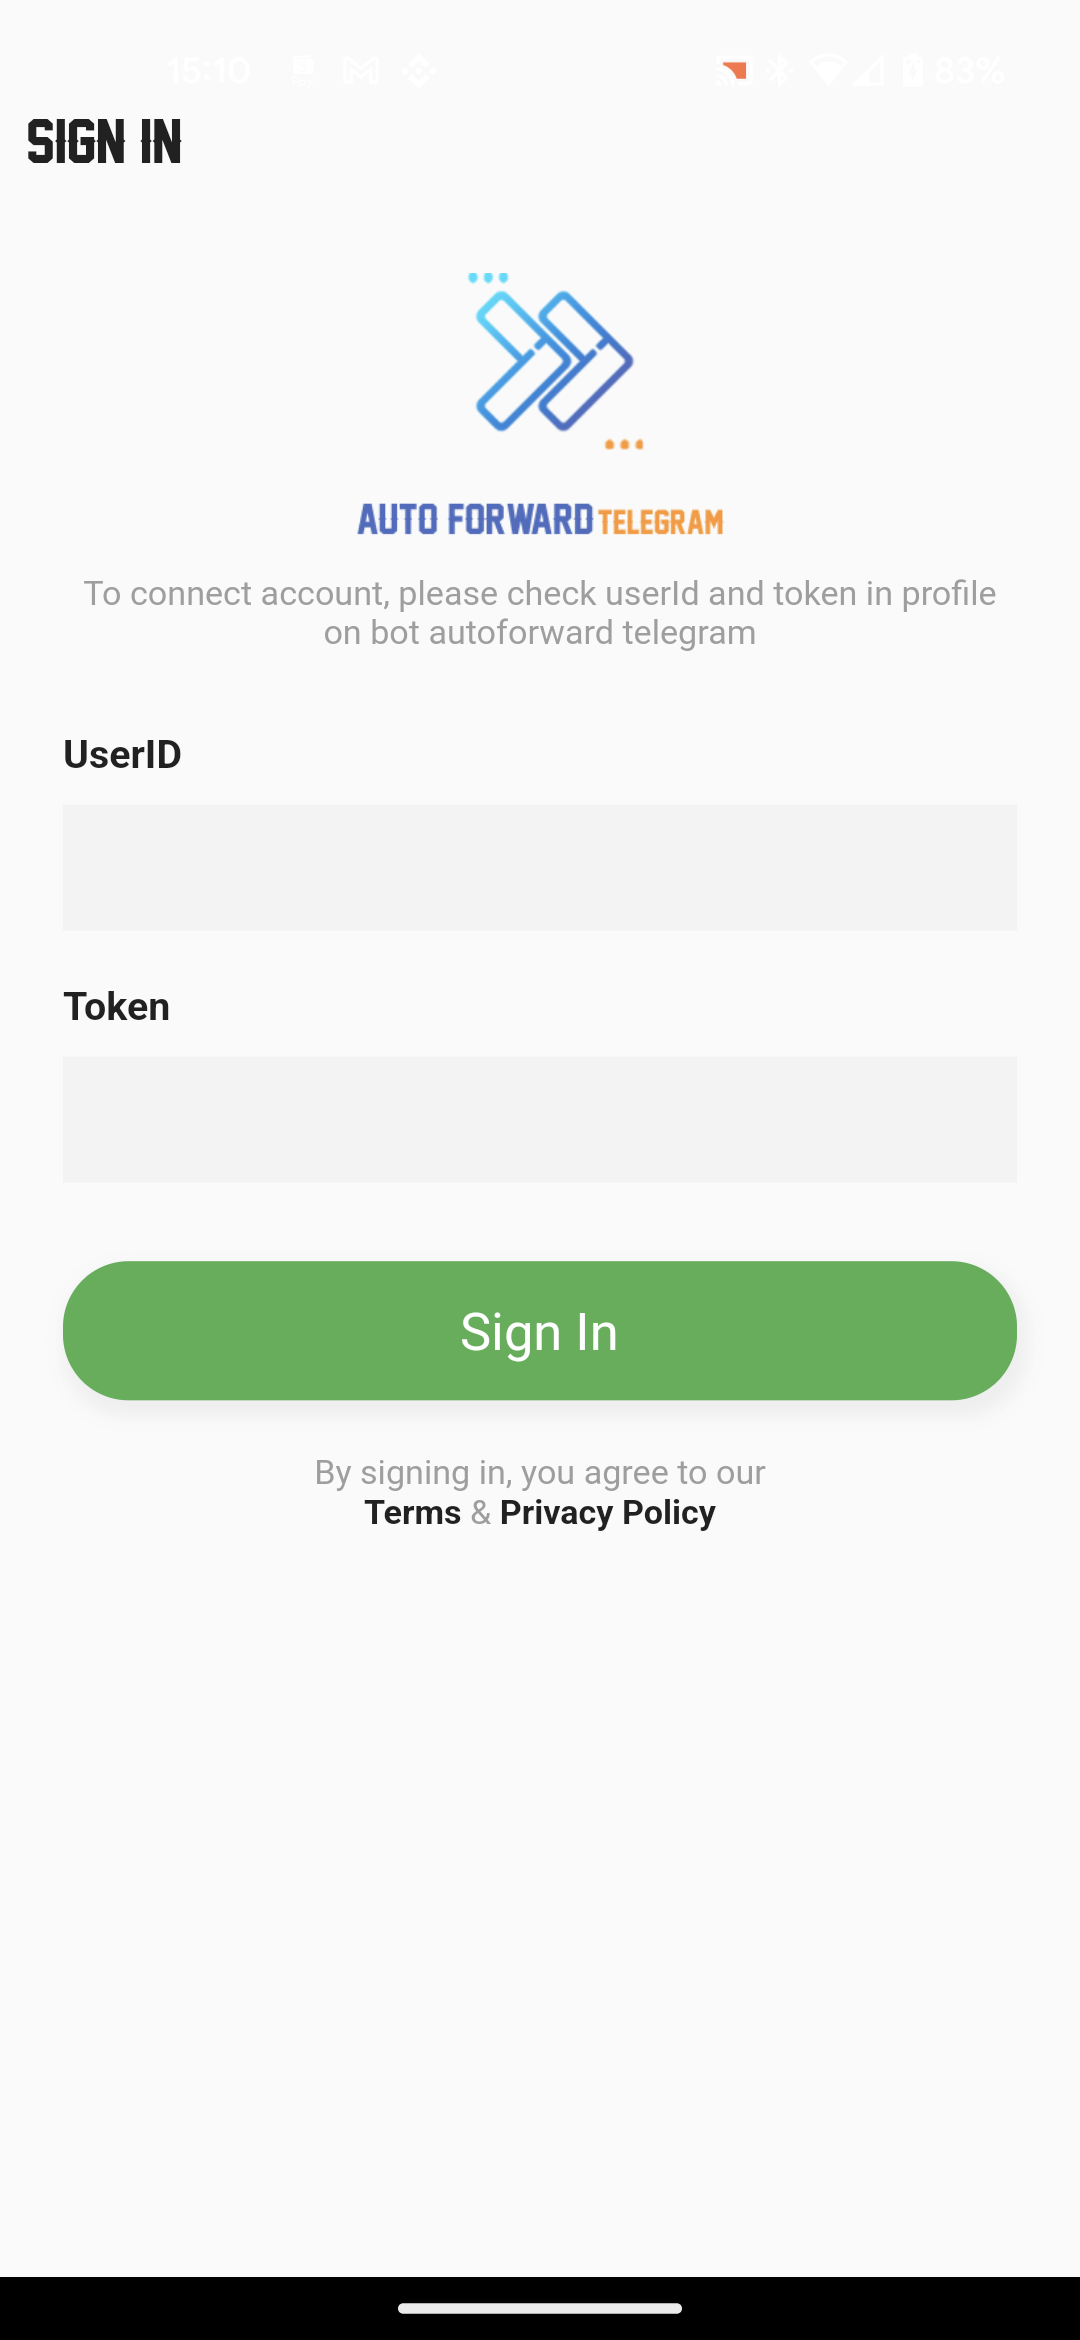 15:10
83%
SIGN IN
AUTO FORWARD TELEGRAM
To connect account, please check userId and token in profile
on bot autoforward telegram
UserID
Token
Sign In
By signing in, you agree to our
Terms & Privacy Policy